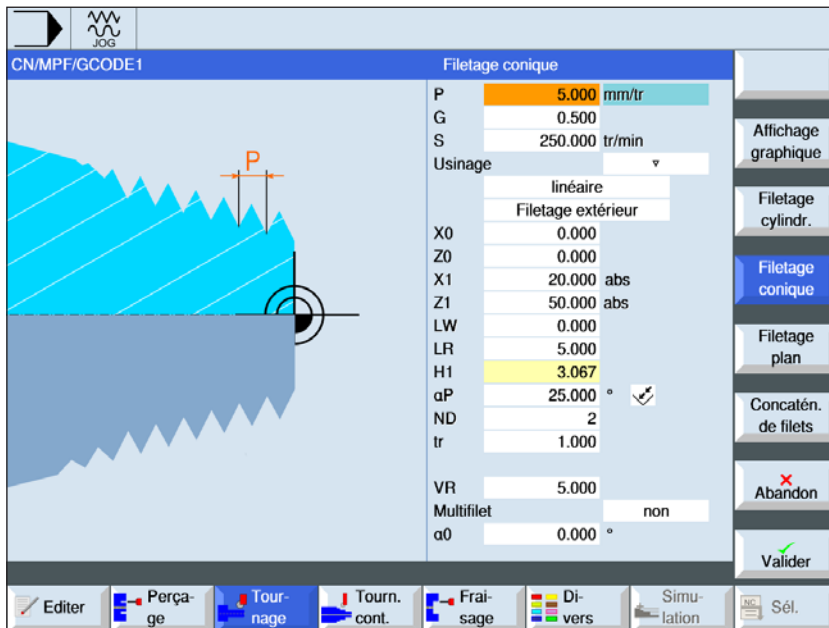 JOG
CN/MPF/GCODE1
Filetage conique
P
P 5.000 mm/tr
G 0.500
S 250.000 tr/min
Usinage ▿
linéaire
Filetage extérieur
X0 0.000
Z0 0.000
X1 20.000 abs
Z1 50.000 abs
LW 0.000
LR 5.000
H1 3.067
αP 25.000 °
ND 2
tr 1.000
VR 5.000
Multifilet non
α0 0.000 °
Affichage
graphique
Filetage
cylindr.
Filetage
conique
Filetage
plan
Concatén.
de filets
Abandon
Valider
Editer
Perça-
ge
Tour-
nage
Tourn.
cont.
Frai-
sage
Di-
vers
Simu-
lation
NC
Sél.